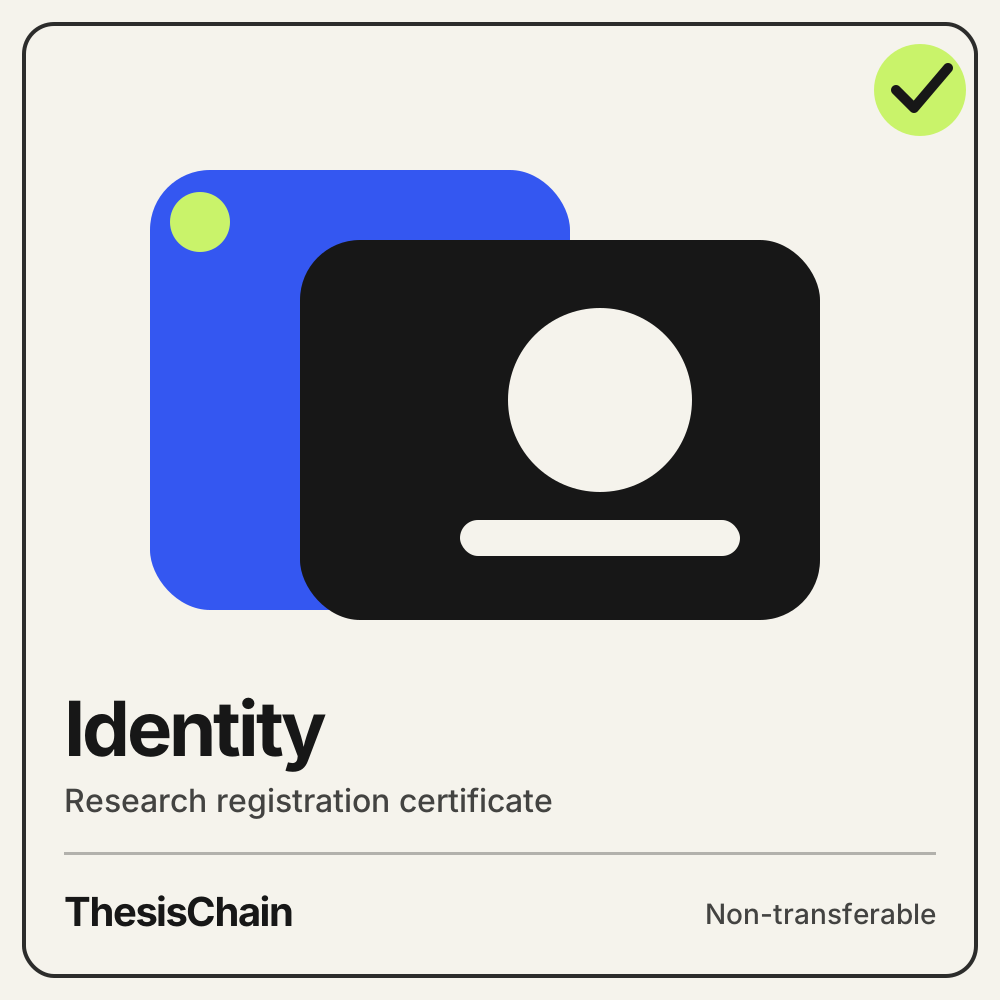 Identity
Research registration certificate
ThesisChain
Non-transferable